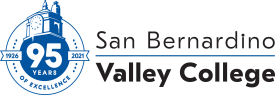 1926 95 2021
YEARS
OF EXCELLENCE
San Bernardino
Valley College